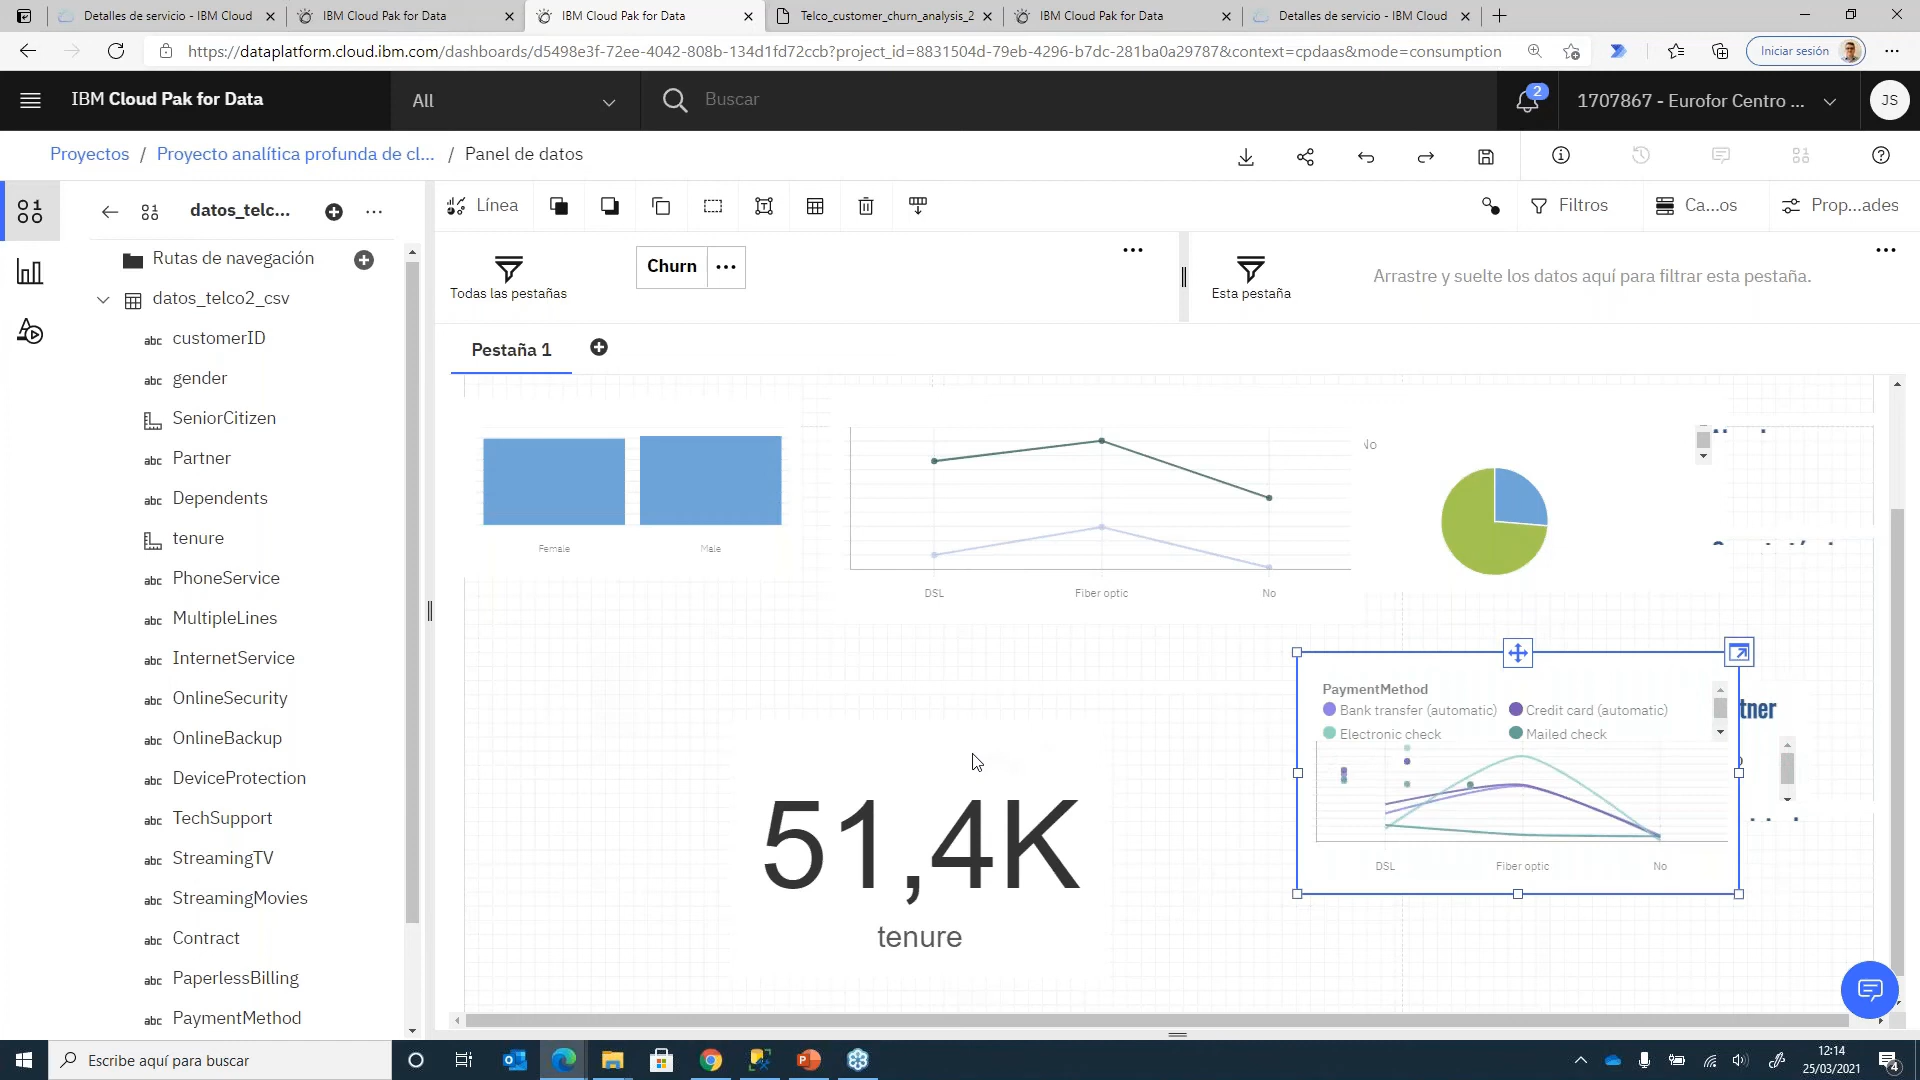 Detalles de servicio - IBM Cloud
IBM Cloud Pak for Data
IBM Cloud Pak for Data
Telco_customer_churn_analysis_2
IBM Cloud Pak for Data
Detalles de servicio - IBM Cloud
https://dataplatform.cloud.ibm.com/dashboards/d5498e3f-72ee-4042-808b-134d1fd72ccb?project_id=8831504d-79eb-4296-b7dc-281ba0a29787&context=cpdaas&mode=consumption
Iniciar sesión
IBM Cloud Pak for Data
All
Buscar
2
1707867 - Eurofor Centro ...
JS
Proyectos / Proyecto analítica profunda de cl... / Panel de datos
datos_telc...
Línea
Filtros
Ca...os
Prop...ades
Todas las pestañas
Churn
Esta pestaña
Arrastre y suelte los datos aquí para filtrar esta pestaña.
Pestaña 1
Rutas de navegación
datos_telco2_csv
abc customerID
abc gender
SeniorCitizen
abc Partner
abc Dependents
tenure
abc PhoneService
abc MultipleLines
abc InternetService
abc OnlineSecurity
abc OnlineBackup
abc DeviceProtection
abc TechSupport
abc StreamingTV
abc StreamingMovies
abc Contract
abc PaperlessBilling
abc PaymentMethod
Female
Male
DSL
Fiber optic
No
No
51,4K
tenure
PaymentMethod
Bank transfer (automatic)
Credit card (automatic)
Electronic check
Mailed check
DSL
Fiber optic
No
tner
Escribe aquí para buscar
12:14
25/03/2021
4